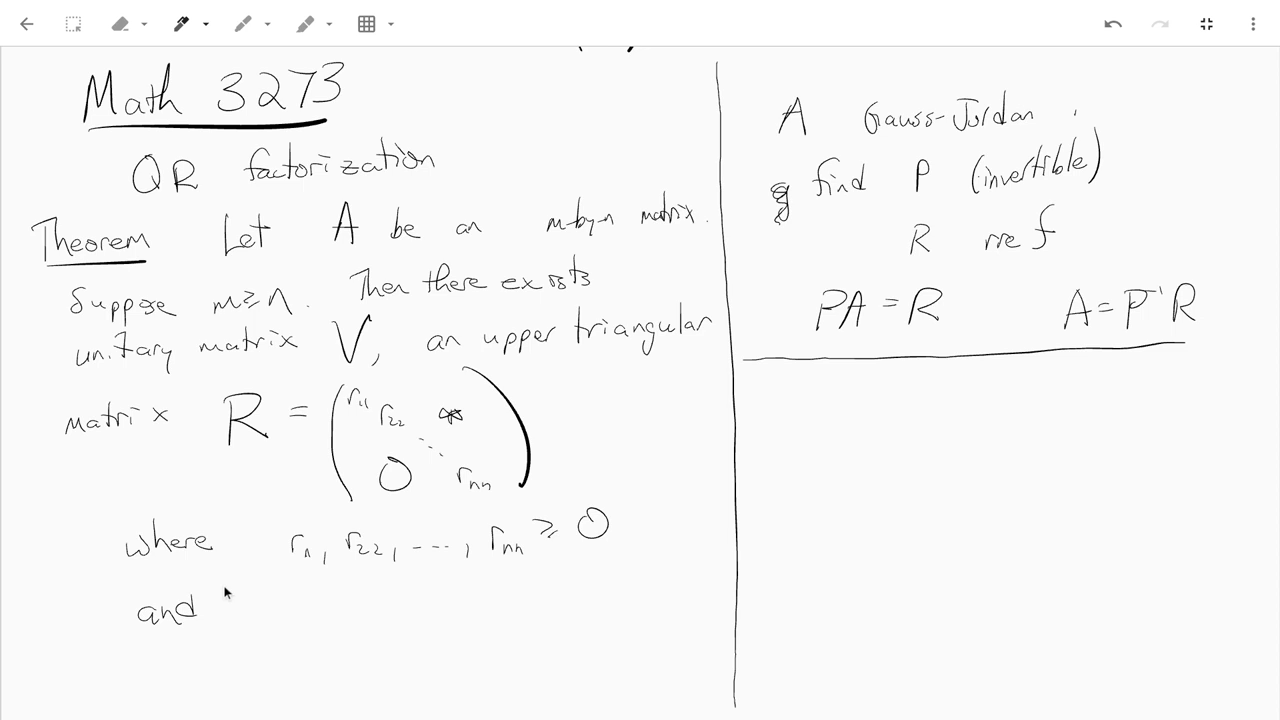 Math 3273
QR factorization
Theorem Let A be an m-by-n matrix.
Suppose m ≥ n. Then there exists
unitary matrix V, an upper triangular
matrix R = ( r₁₁ r₂₂ * ⋱ 0 rₙₙ )
where r₁₁, r₂₂, ..., rₙₙ ≥ 0
and
A Gauss-Jordan
find P (invertible)
R rref
PA = R A = P⁻¹R